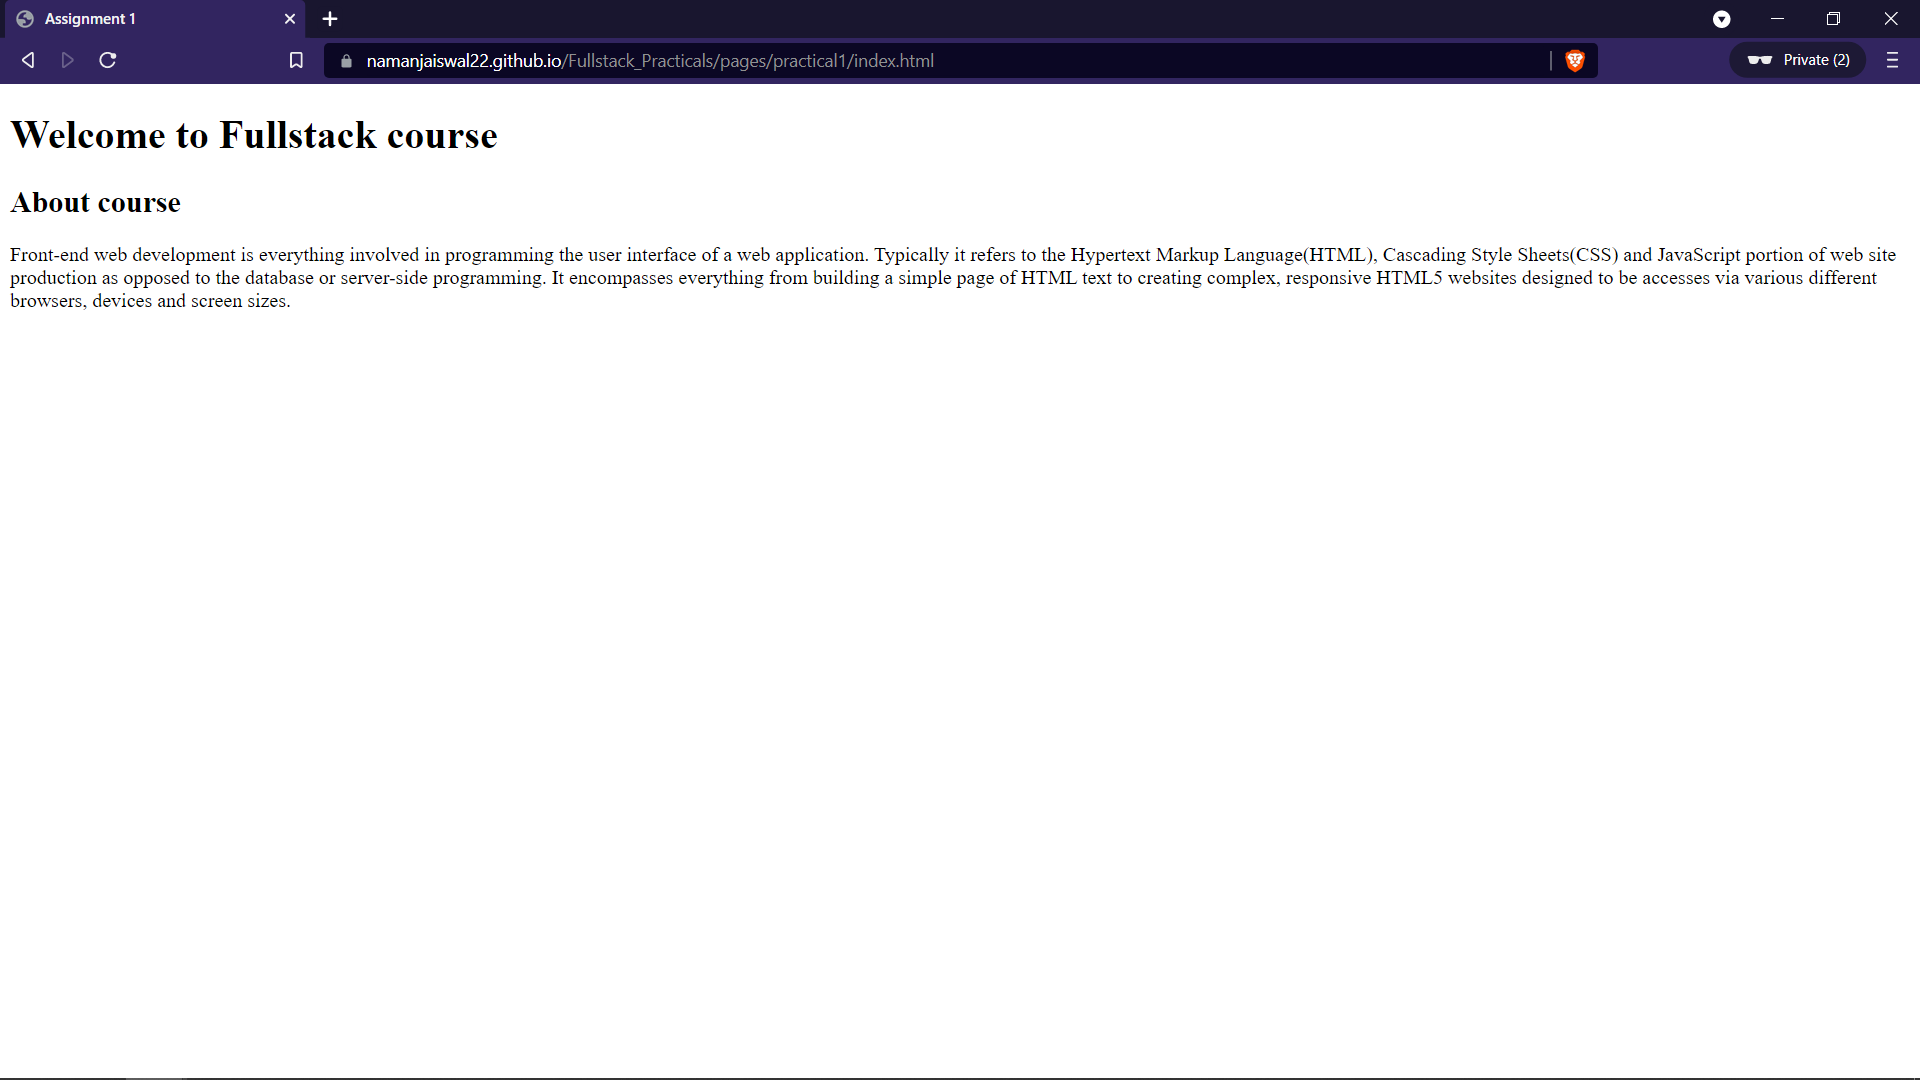 Assignment 1
namanjaiswal22.github.io/Fullstack_Practicals/pages/practical1/index.html
Private (2)
Welcome to Fullstack course
About course
Front-end web development is everything involved in programming the user interface of a web application. Typically it refers to the Hypertext Markup Language(HTML), Cascading Style Sheets(CSS) and JavaScript portion of web site
production as opposed to the database or server-side programming. It encompasses everything from building a simple page of HTML text to creating complex, responsive HTML5 websites designed to be accesses via various different
browsers, devices and screen sizes.